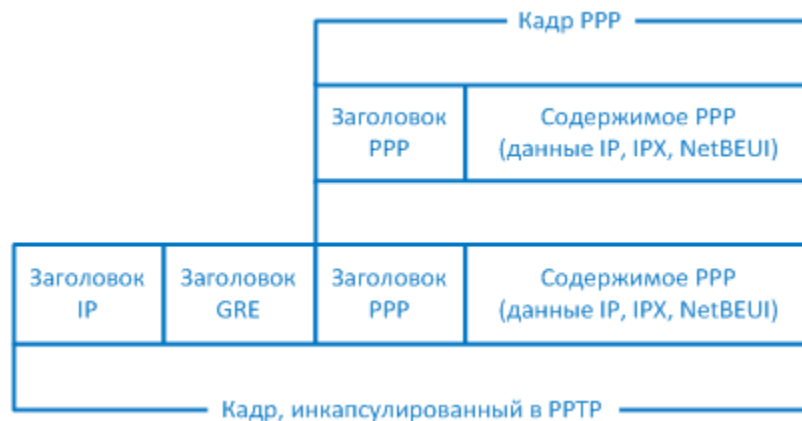 Кадр PPP
Заголовок
PPP
Содержимое PPP
(данные IP, IPX, NetBEUI)
Заголовок
IP
Заголовок
GRE
Заголовок
PPP
Содержимое PPP
(данные IP, IPX, NetBEUI)
Кадр, инкапсулированный в PPTP